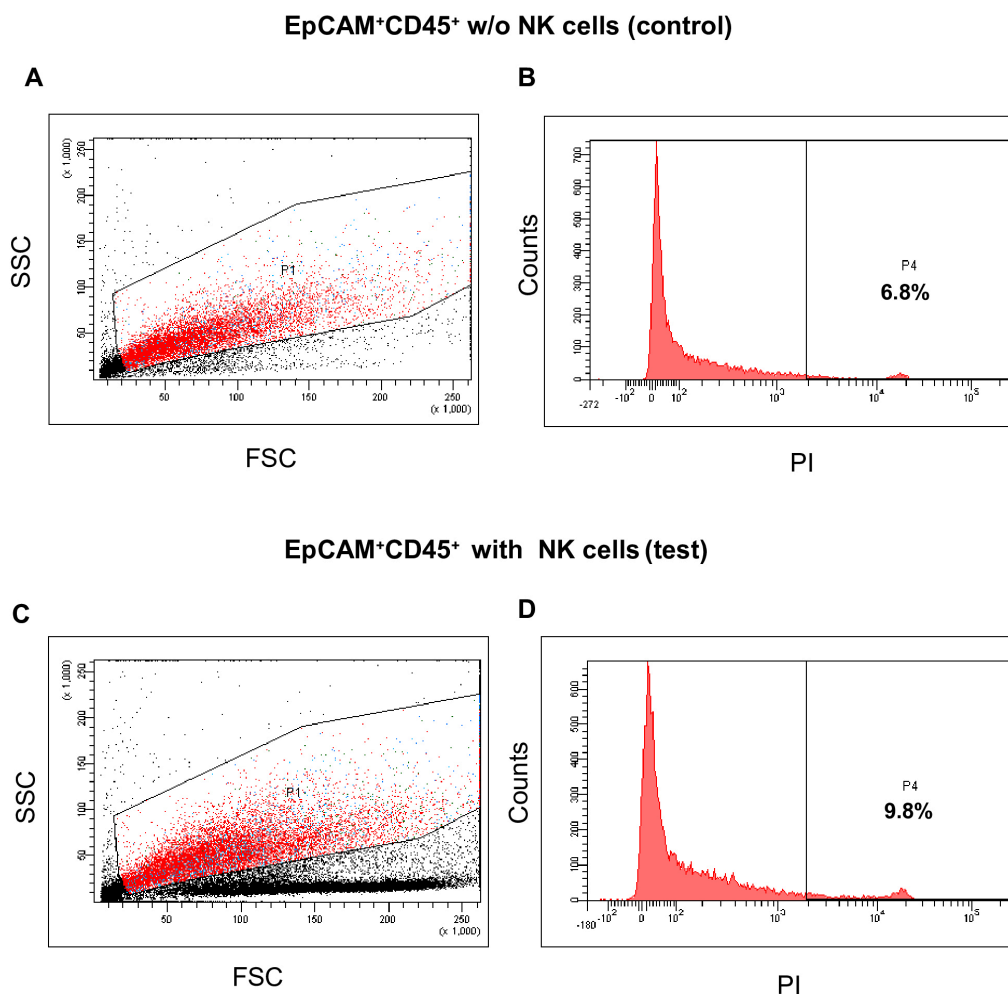 EpCAM⁺CD45⁺ w/o NK cells (control)
A
B
(x 1,000)
250
200
150
100
50
SSC
P1
50
100
150
200
250
(x 1,000)
FSC
700
600
500
400
300
200
100
0
Counts
P4
6.8%
-272
-10²
0
10²
10³
10⁴
10⁵
PI
EpCAM⁺CD45⁺ with NK cells (test)
C
D
(x 1,000)
250
200
150
100
50
SSC
P1
50
100
150
200
250
(x 1,000)
FSC
600
500
400
300
200
100
0
Counts
P4
9.8%
-180
-10²
0
10²
10³
10⁴
10⁵
PI